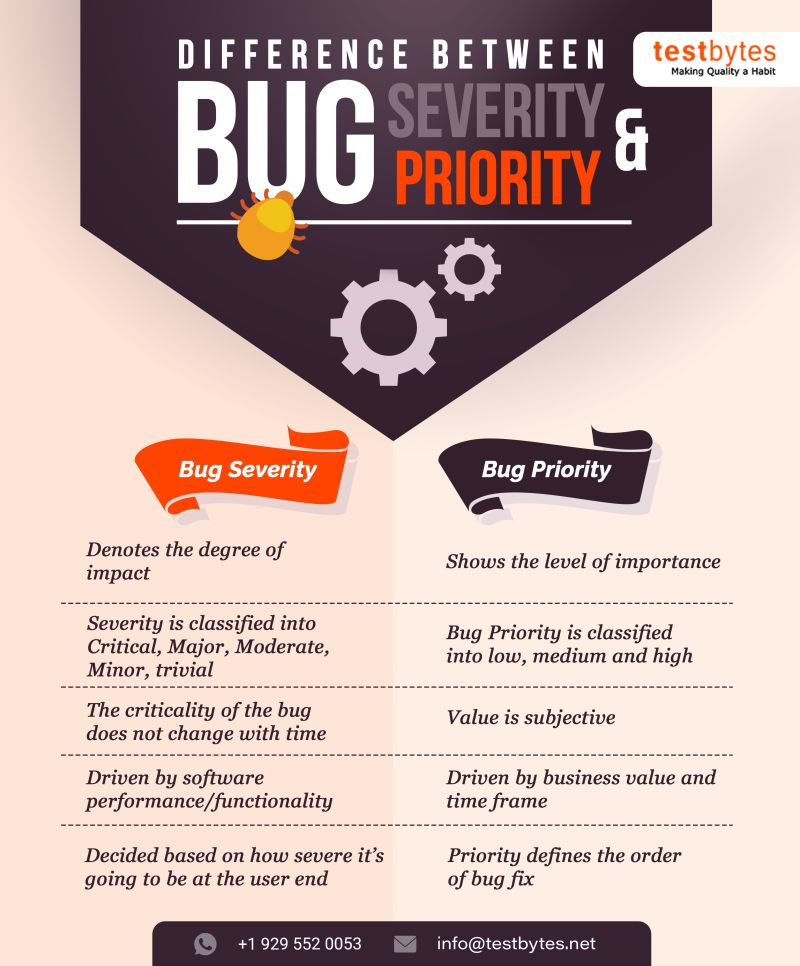 DIFFERENCE BETWEEN
BUG SEVERITY &
PRIORITY
testbytes
Making Quality a Habit
Bug Severity
Bug Priority
Denotes the degree of
impact
Shows the level of importance
Severity is classified into
Critical, Major, Moderate,
Minor, trivial
Bug Priority is classified
into low, medium and high
The criticality of the bug
does not change with time
Value is subjective
Driven by software
performance/functionality
Driven by business value and
time frame
Decided based on how severe it's
going to be at the user end
Priority defines the order
of bug fix
+1 929 552 0053
info@testbytes.net